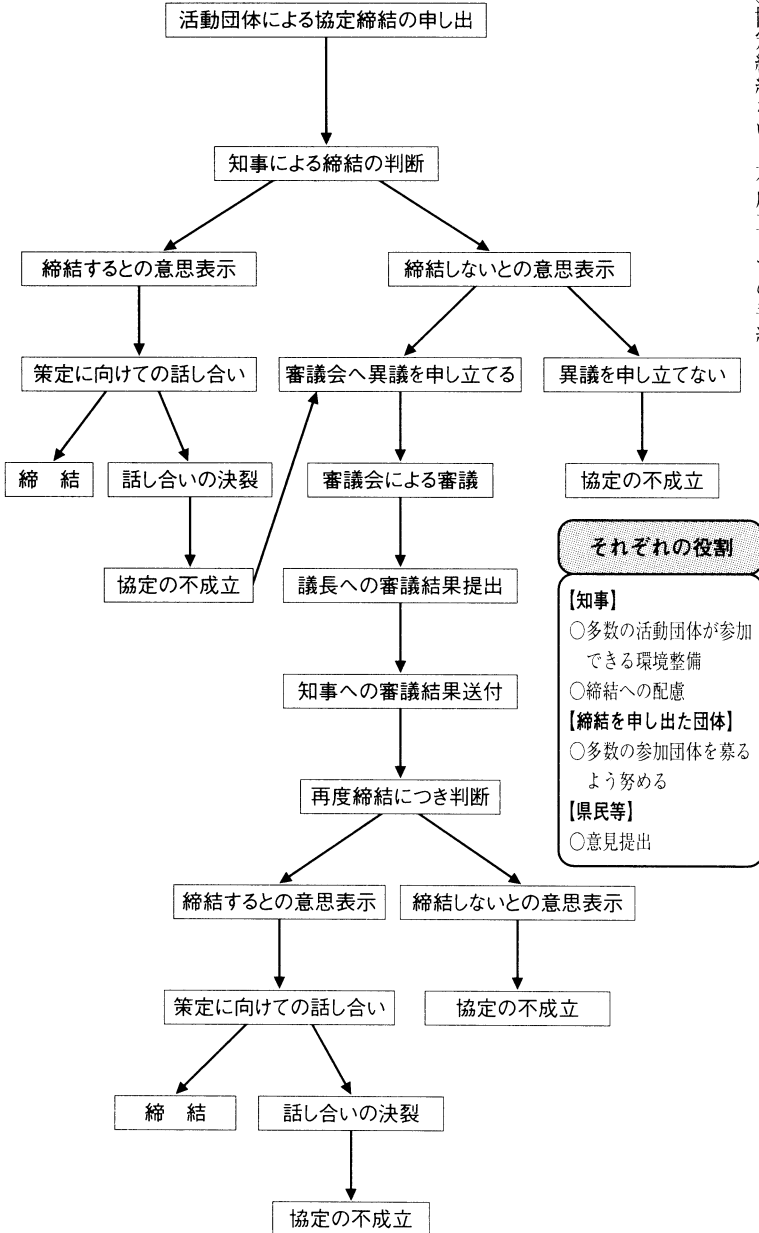 活動団体による協定締結の申し出
知事による締結の判断
締結するとの意思表示
締結しないとの意思表示
策定に向けての話し合い
審議会へ異議を申し立てる
異議を申し立てない
締 結
話し合いの決裂
審議会による審議
協定の不成立
協定の不成立
議長への審議結果提出
知事への審議結果送付
再度締結につき判断
締結するとの意思表示
締結しないとの意思表示
策定に向けての話し合い
協定の不成立
締 結
話し合いの決裂
協定の不成立
それぞれの役割
【知事】
○多数の活動団体が参加
できる環境整備
○締結への配慮
【締結を申し出た団体】
○多数の参加団体を募る
よう努める
【県民等】
○意見提出